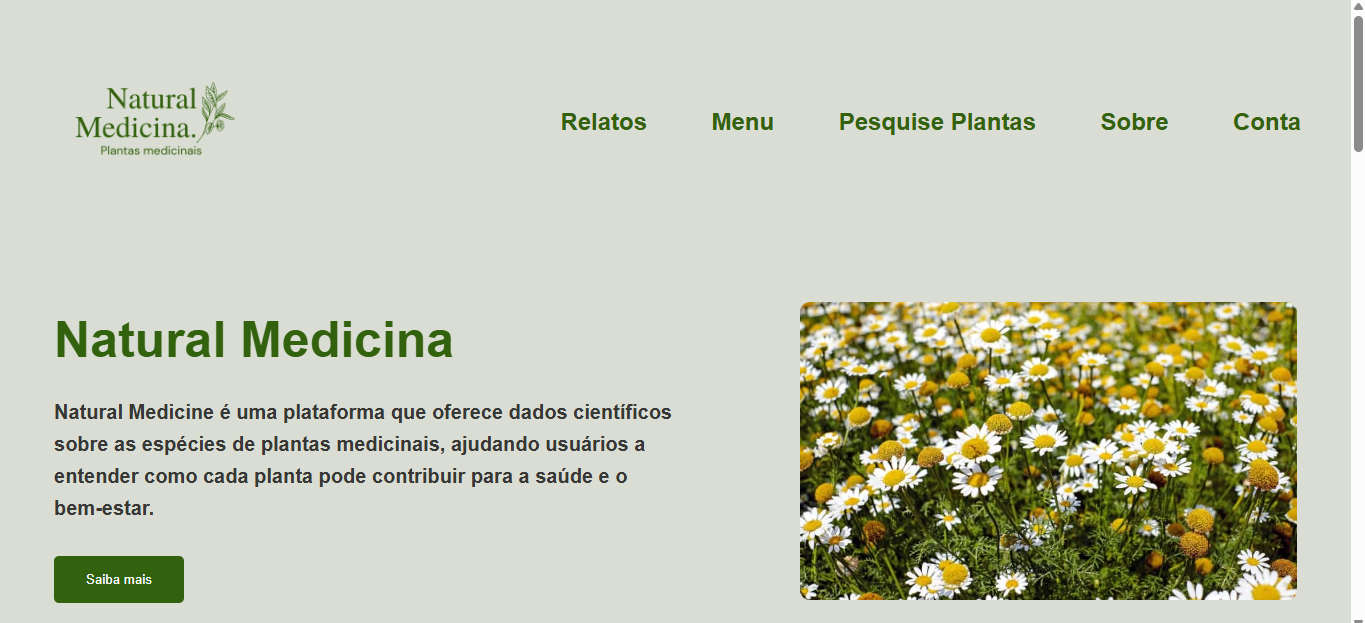 Natural
Medicina.
Plantas medicinais
Relatos Menu Pesquise Plantas Sobre Conta
Natural Medicina
Natural Medicine é uma plataforma que oferece dados científicos
sobre as espécies de plantas medicinais, ajudando usuários a
entender como cada planta pode contribuir para a saúde e o
bem-estar.
Saiba mais